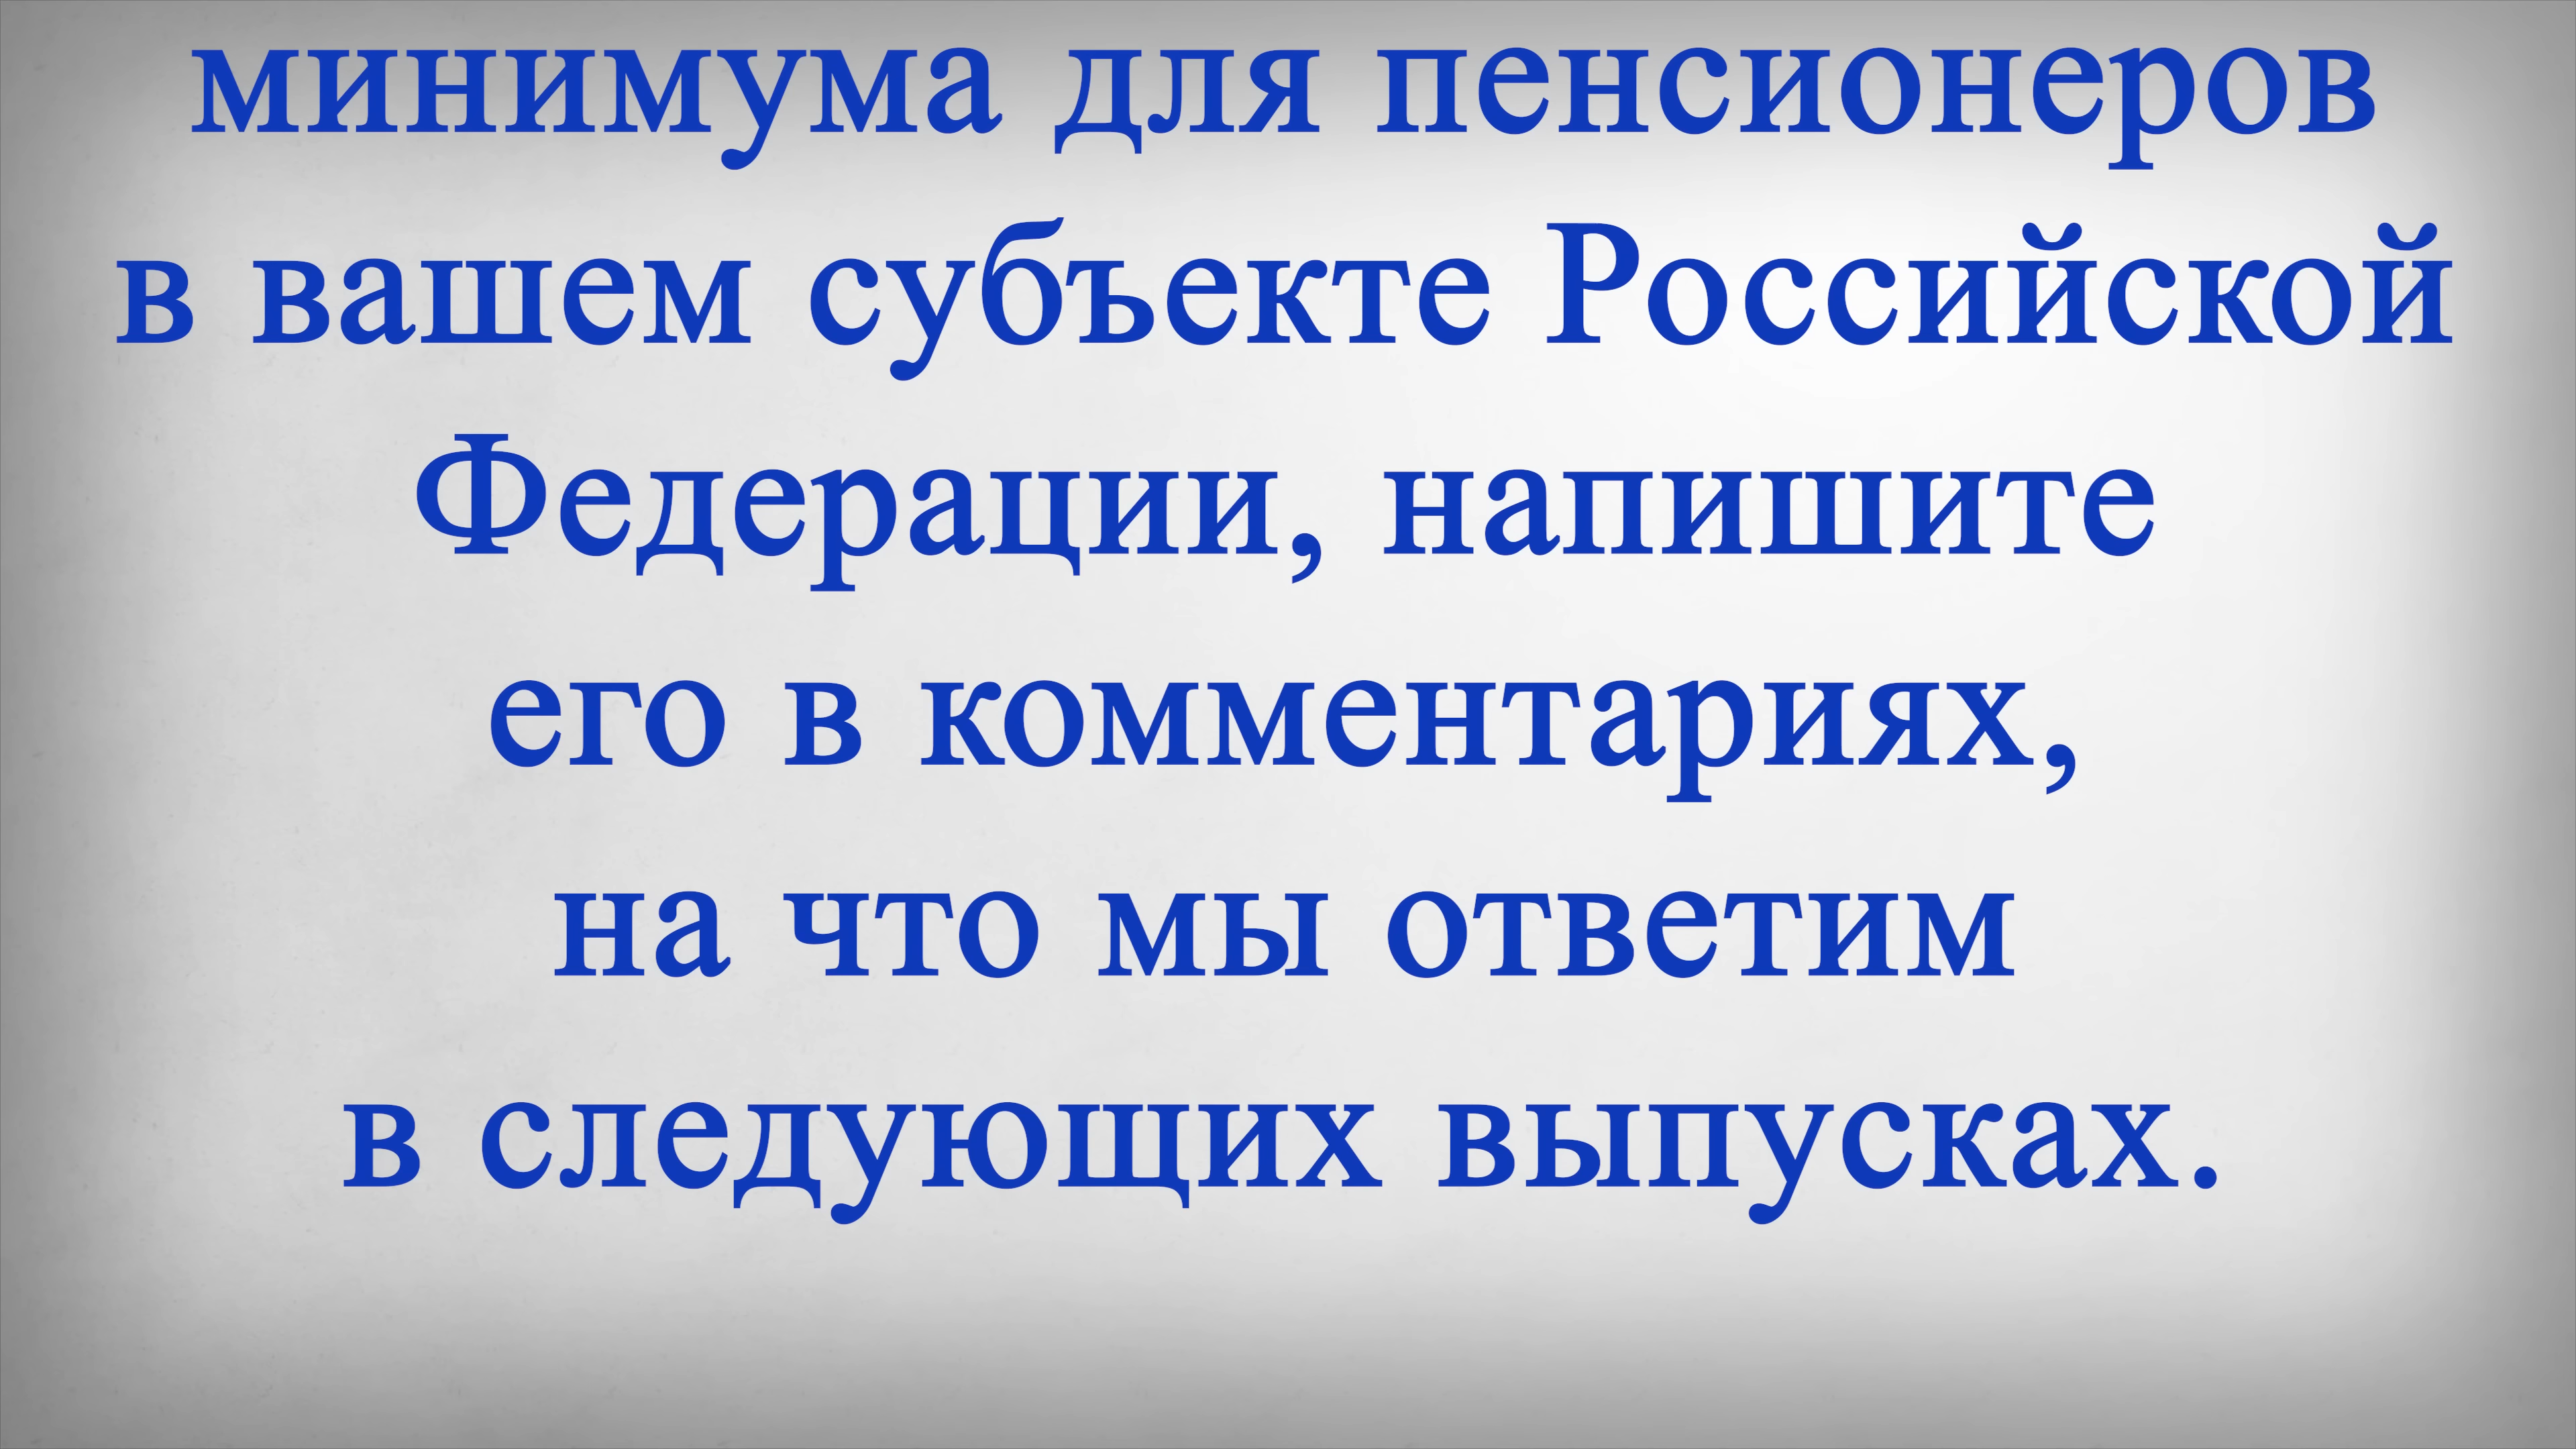 минимума для пенсионеров
в вашем субъекте Российской
Федерации, напишите
его в комментариях,
на что мы ответим
в следующих выпусках.